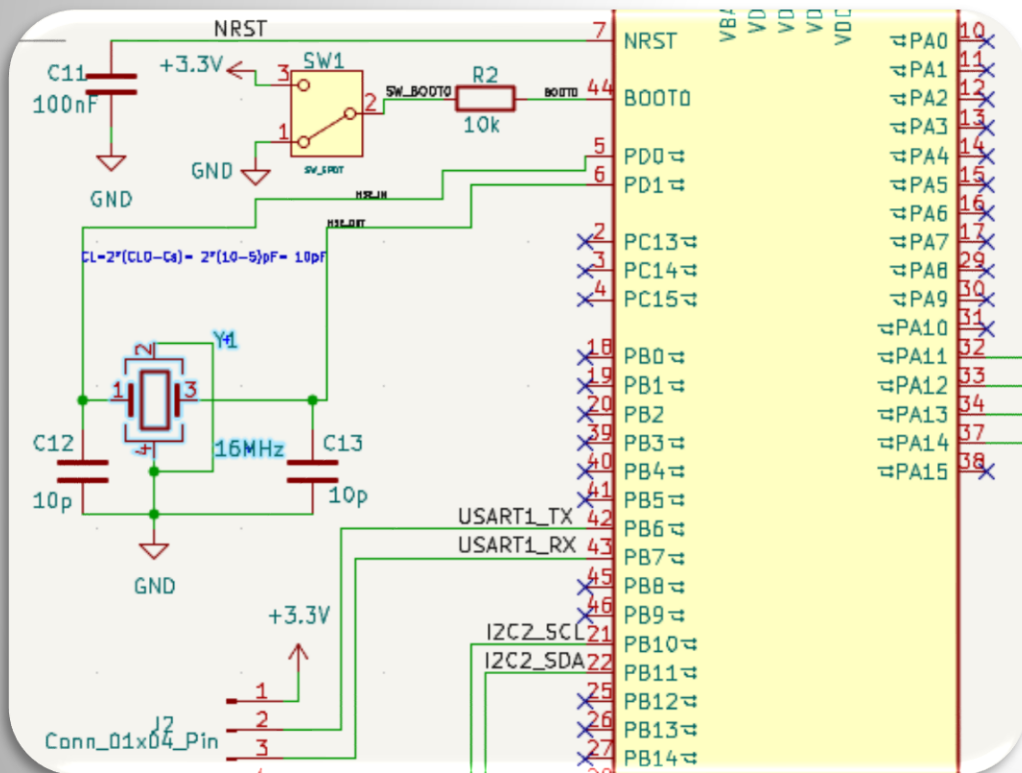 NRST
7
NRST
C11
100nF
GND
+3.3V
3
SW1
2
1
SW_SPDT
GND
SW_BOOT0
R2
10k
BOOT0
44
BOOT0
5
PD0
6
PD1
HSE_IN
HSE_OUT
CL=2*(CLO-Cs)= 2*(10-5)pF= 10pF
2
PC13
3
PC14
4
PC15
Y1
2
1
3
4
16MHz
C12
10p
C13
10p
GND
18
PB0
19
PB1
20
PB2
39
PB3
40
PB4
41
PB5
USART1_TX
42
PB6
USART1_RX
43
PB7
45
PB8
46
PB9
I2C2_SCL
21
PB10
I2C2_SDA
22
PB11
25
PB12
26
PB13
27
PB14
+3.3V
1
2
3
J2
Conn_01x04_Pin
PA0
10
PA1
11
PA2
12
PA3
13
PA4
14
PA5
15
PA6
16
PA7
17
PA8
29
PA9
30
PA10
31
PA11
32
PA12
33
PA13
34
PA14
37
PA15
38